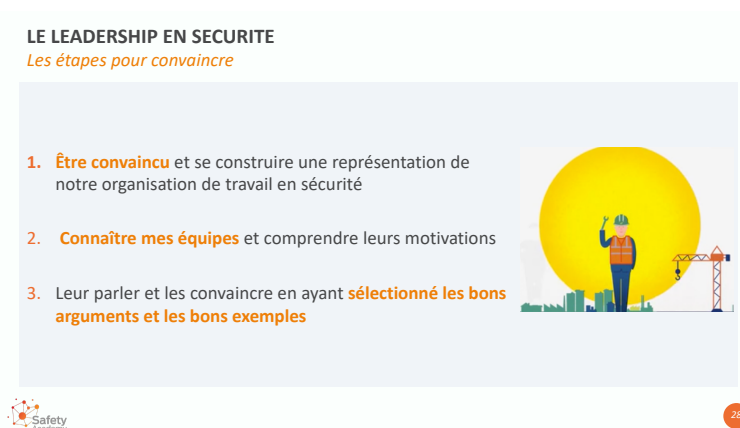 LE LEADERSHIP EN SECURITE
Les étapes pour convaincre
1. Être convaincu et se construire une représentation de
notre organisation de travail en sécurité
2. Connaître mes équipes et comprendre leurs motivations
3. Leur parler et les convaincre en ayant sélectionné les bons
arguments et les bons exemples
Safety
28